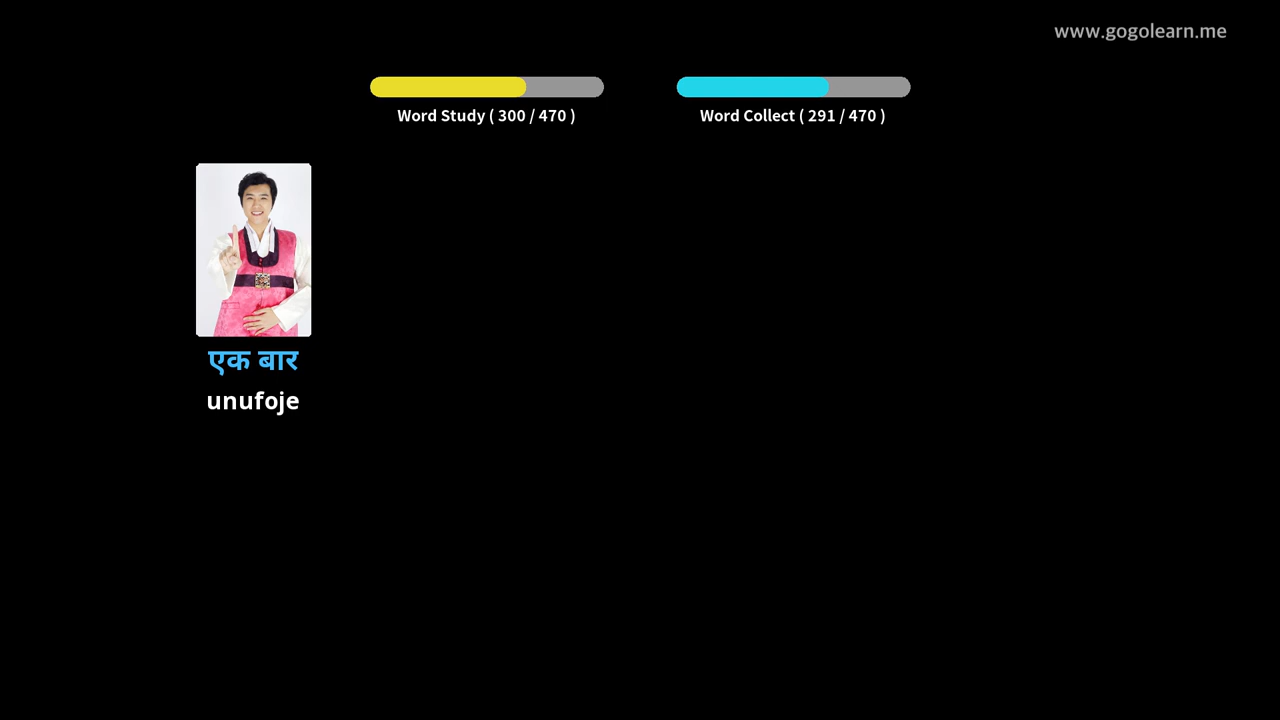 www.gogolearn.me
Word Study ( 300 / 470 )
Word Collect ( 291 / 470 )
एक बार
unufoje